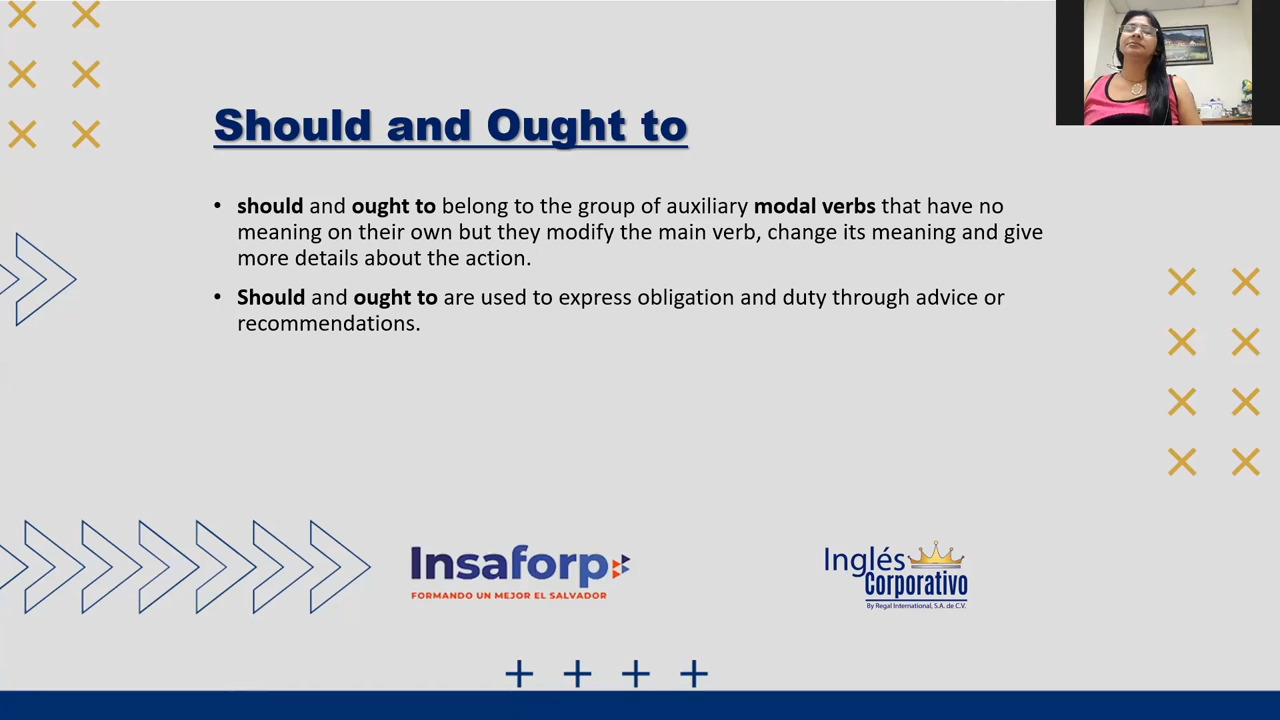 Should and Ought to
• should and ought to belong to the group of auxiliary modal verbs that have no
meaning on their own but they modify the main verb, change its meaning and give
more details about the action.
• Should and ought to are used to express obligation and duty through advice or
recommendations.
Insaforp
FORMANDO UN MEJOR EL SALVADOR
Inglés
Corporativo
By Regal International, S.A. de C.V.